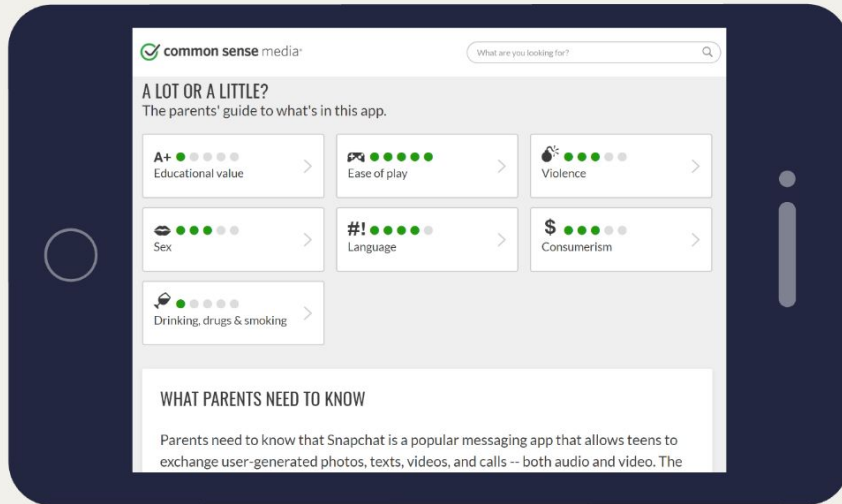 common sense media
What are you looking for?
A LOT OR A LITTLE?
The parents' guide to what's in this app.
A+
Educational value
Ease of play
Violence
Sex
#!
Language
$
Consumerism
Drinking, drugs & smoking
WHAT PARENTS NEED TO KNOW
Parents need to know that Snapchat is a popular messaging app that allows teens to
exchange user-generated photos, texts, videos, and calls -- both audio and video. The